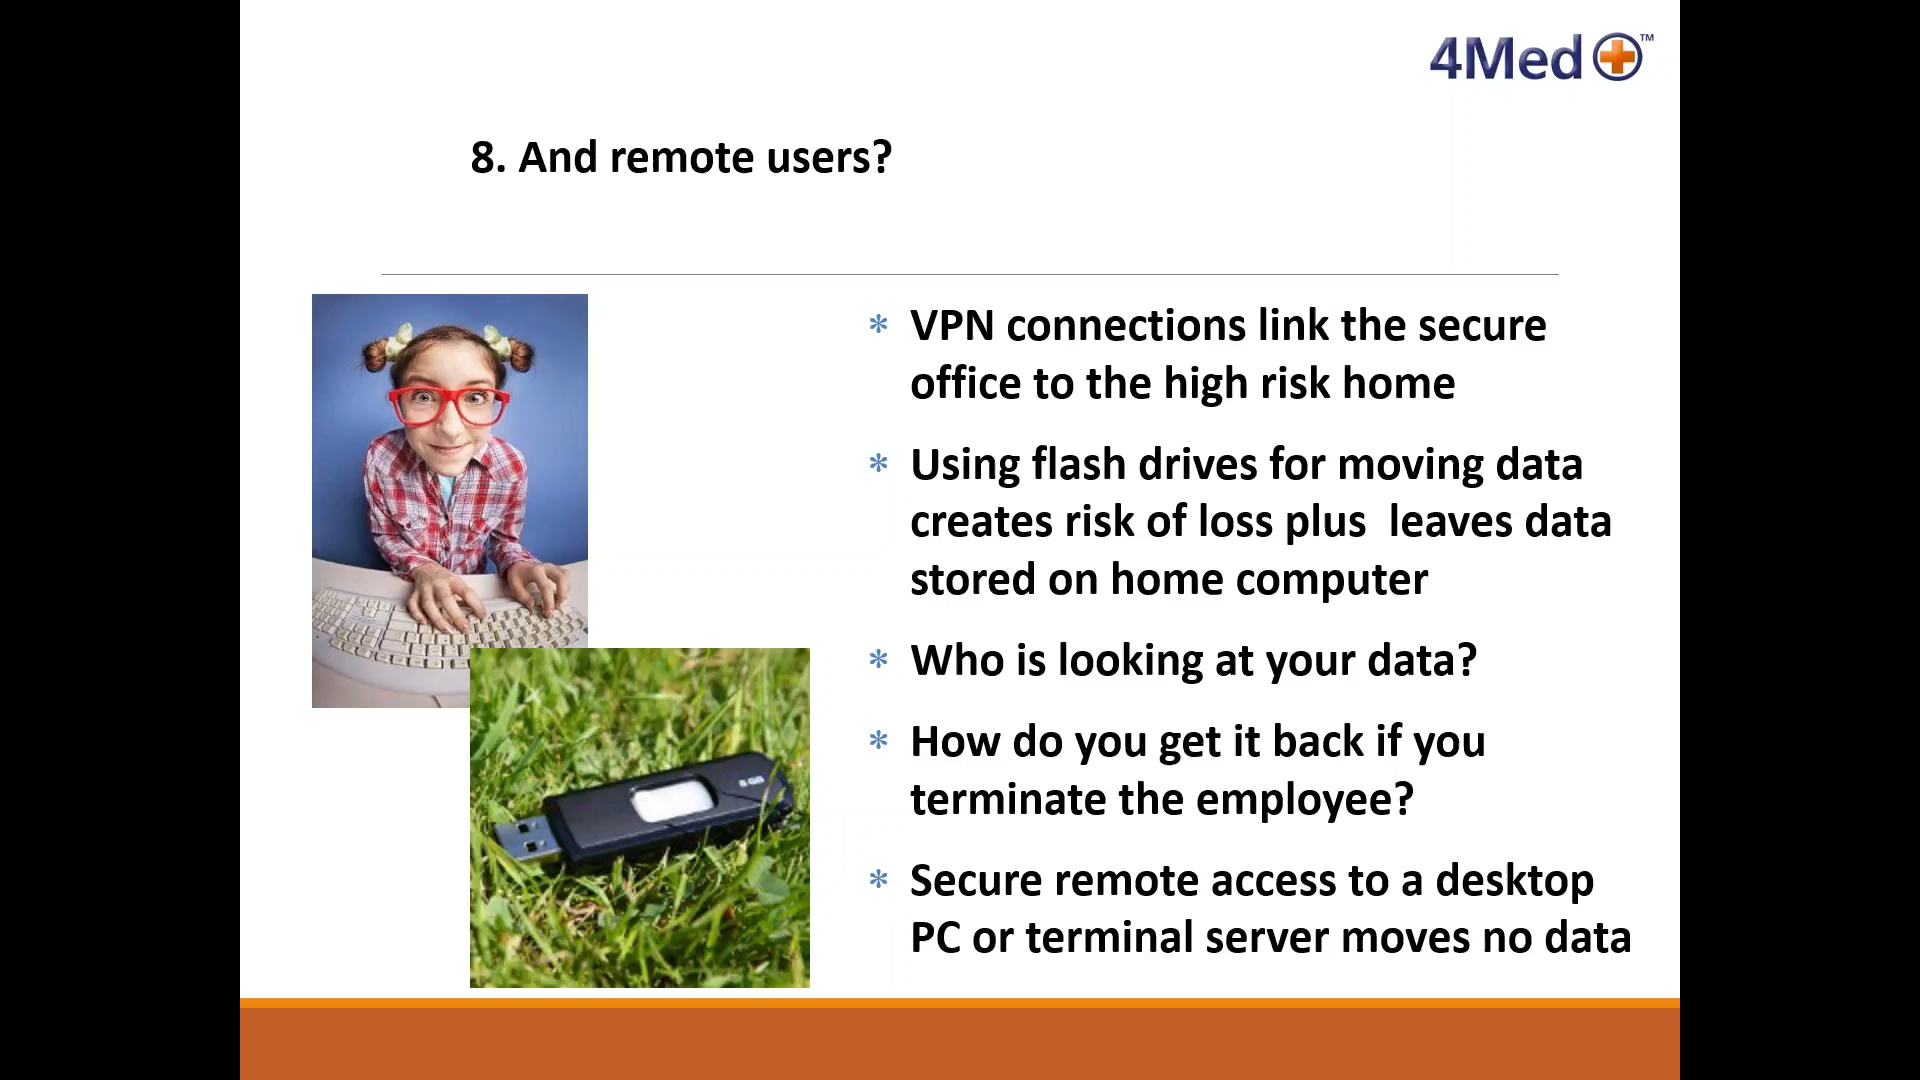 4Med TM
8. And remote users?
* VPN connections link the secure
office to the high risk home
* Using flash drives for moving data
creates risk of loss plus  leaves data
stored on home computer
* Who is looking at your data?
* How do you get it back if you
terminate the employee?
* Secure remote access to a desktop
PC or terminal server moves no data
8 GB